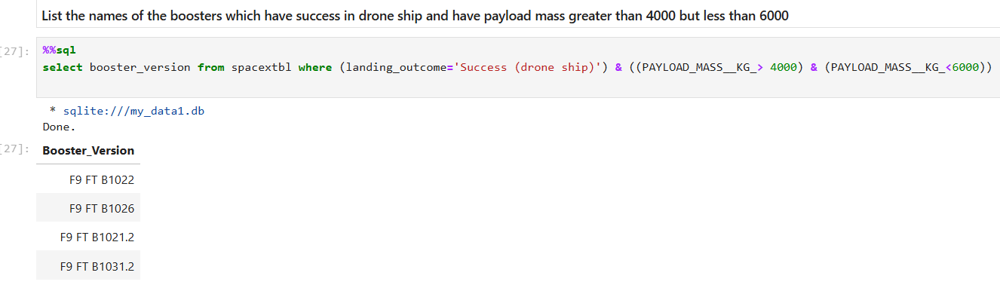 List the names of the boosters which have success in drone ship and have payload mass greater than 4000 but less than 6000
[27]: %%sql
select booster_version from spacextbl where (landing_outcome='Success (drone ship)') & ((PAYLOAD_MASS__KG_> 4000) & (PAYLOAD_MASS__KG_<6000))
* sqlite:///my_data1.db
Done.
[27]: Booster_Version
F9 FT B1022
F9 FT B1026
F9 FT B1021.2
F9 FT B1031.2